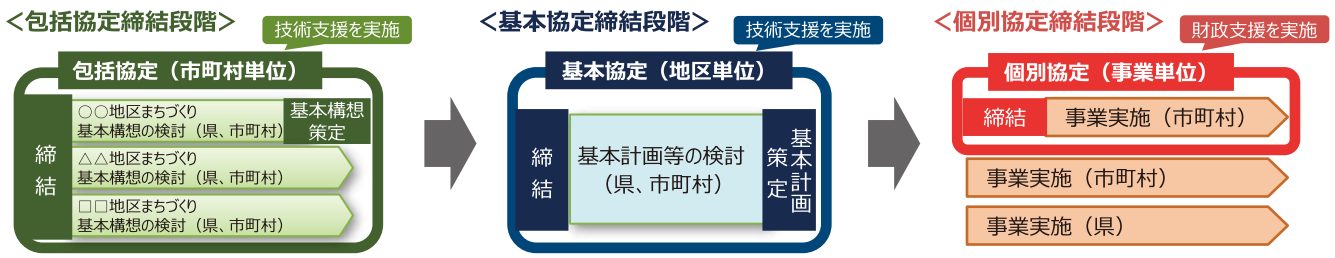 ＜包括協定締結段階＞
技術支援を実施
包括協定（市町村単位）
締結
○○地区まちづくり
基本構想の検討（県、市町村）
基本構想
策定
△△地区まちづくり
基本構想の検討（県、市町村）
□□地区まちづくり
基本構想の検討（県、市町村）
＜基本協定締結段階＞
技術支援を実施
基本協定（地区単位）
締結
基本計画等の検討
（県、市町村）
基本計画
策定
＜個別協定締結段階＞
財政支援を実施
個別協定（事業単位）
締結
事業実施（市町村）
事業実施（市町村）
事業実施（県）